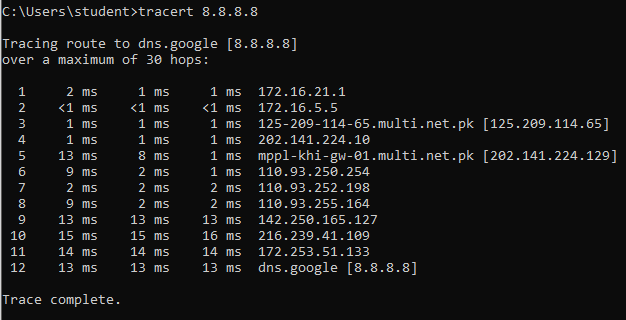 C:\Users\student>tracert 8.8.8.8
Tracing route to dns.google [8.8.8.8]
over a maximum of 30 hops:
1 2 ms 1 ms 1 ms 172.16.21.1
2 <1 ms <1 ms <1 ms 172.16.5.5
3 1 ms 1 ms 1 ms 125-209-114-65.multi.net.pk [125.209.114.65]
4 1 ms 1 ms 1 ms 202.141.224.10
5 13 ms 8 ms 1 ms mppl-khi-gw-01.multi.net.pk [202.141.224.129]
6 9 ms 2 ms 1 ms 110.93.250.254
7 2 ms 2 ms 2 ms 110.93.252.198
8 9 ms 2 ms 2 ms 110.93.255.164
9 13 ms 13 ms 13 ms 142.250.165.127
10 15 ms 15 ms 16 ms 216.239.41.109
11 14 ms 14 ms 14 ms 172.253.51.133
12 13 ms 13 ms 13 ms dns.google [8.8.8.8]
Trace complete.